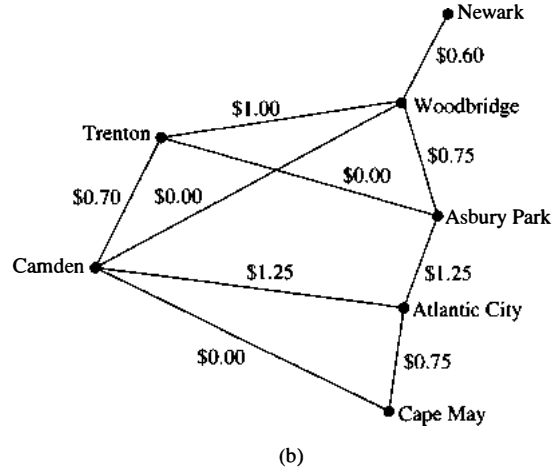 Newark
$0.60
$1.00
Woodbridge
Trenton
$0.75
$0.70
$0.00
$0.00
Asbury Park
Camden
$1.25
$1.25
Atlantic City
$0.00
$0.75
Cape May
(b)